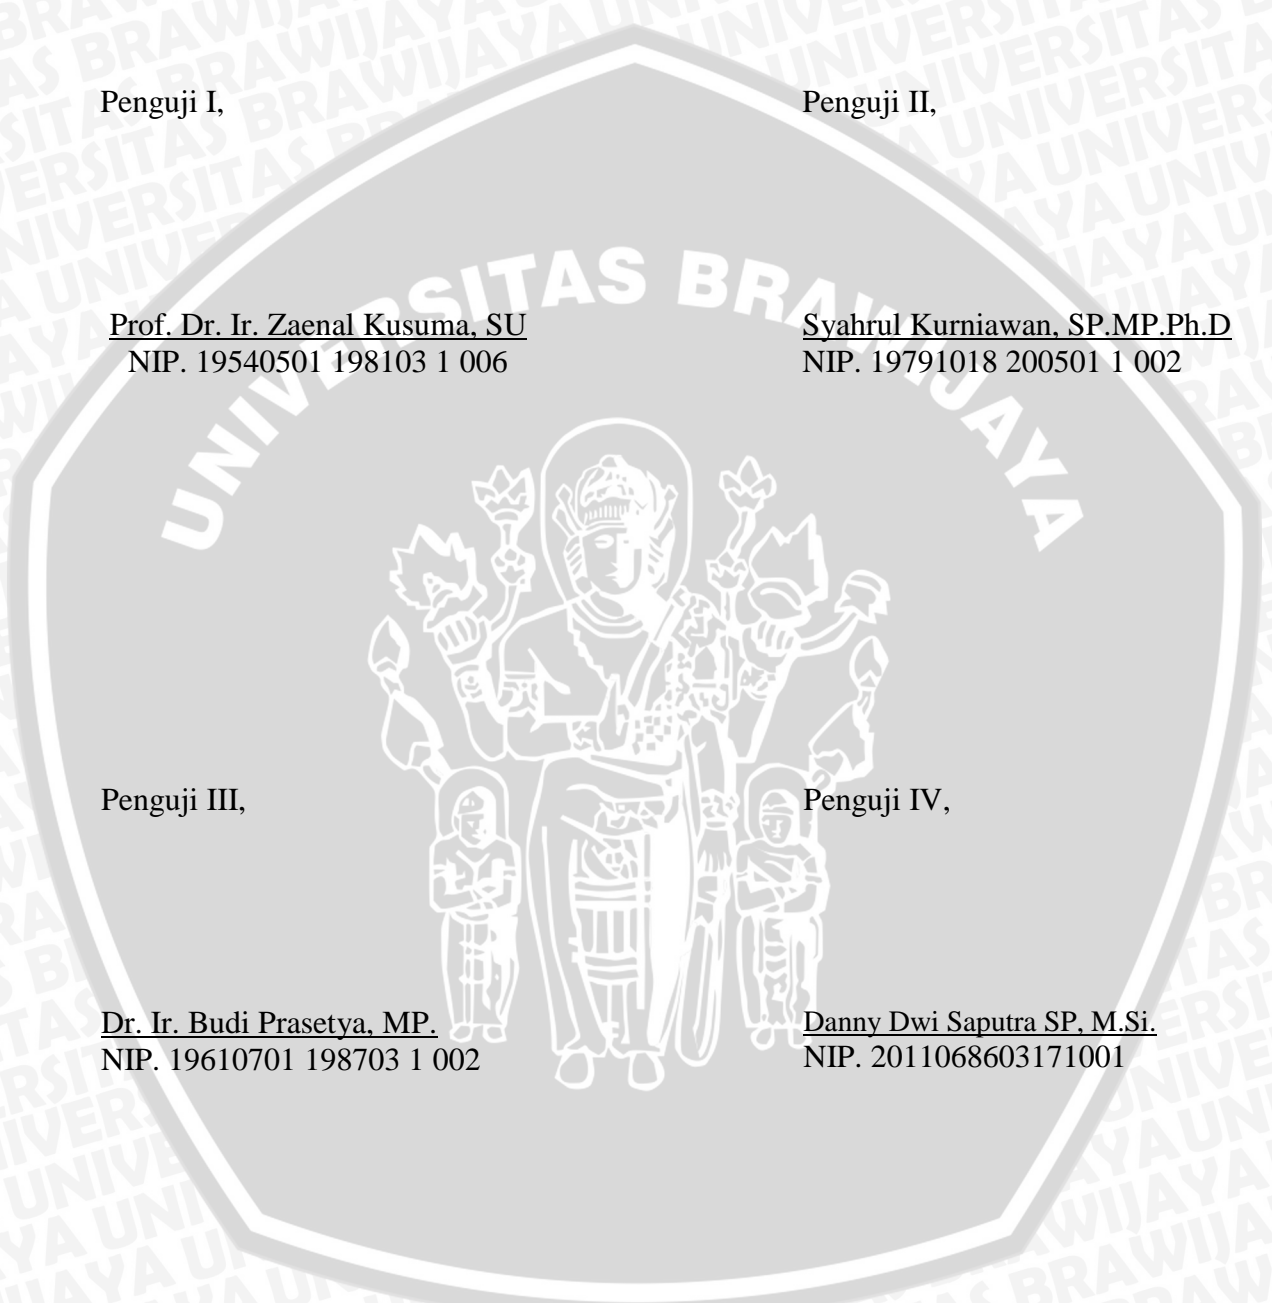 Penguji I,
Penguji II,
UNIVERSITAS BRAWIJAYA
Prof. Dr. Ir. Zaenal Kusuma, SU
NIP. 19540501 198103 1 006
Syahrul Kurniawan, SP.MP.Ph.D
NIP. 19791018 200501 1 002
Penguji III,
Penguji IV,
Dr. Ir. Budi Prasetya, MP.
NIP. 19610701 198703 1 002
Danny Dwi Saputra SP, M.Si.
NIP. 2011068603171001